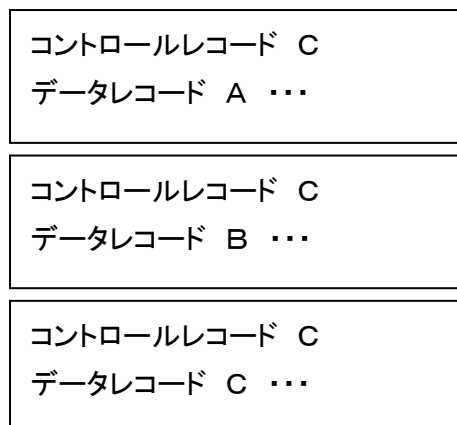 コントロールレコード　Ｃ
データレコード　Ａ　・・・
コントロールレコード　Ｃ
データレコード　Ｂ　・・・
コントロールレコード　Ｃ
データレコード　Ｃ　・・・